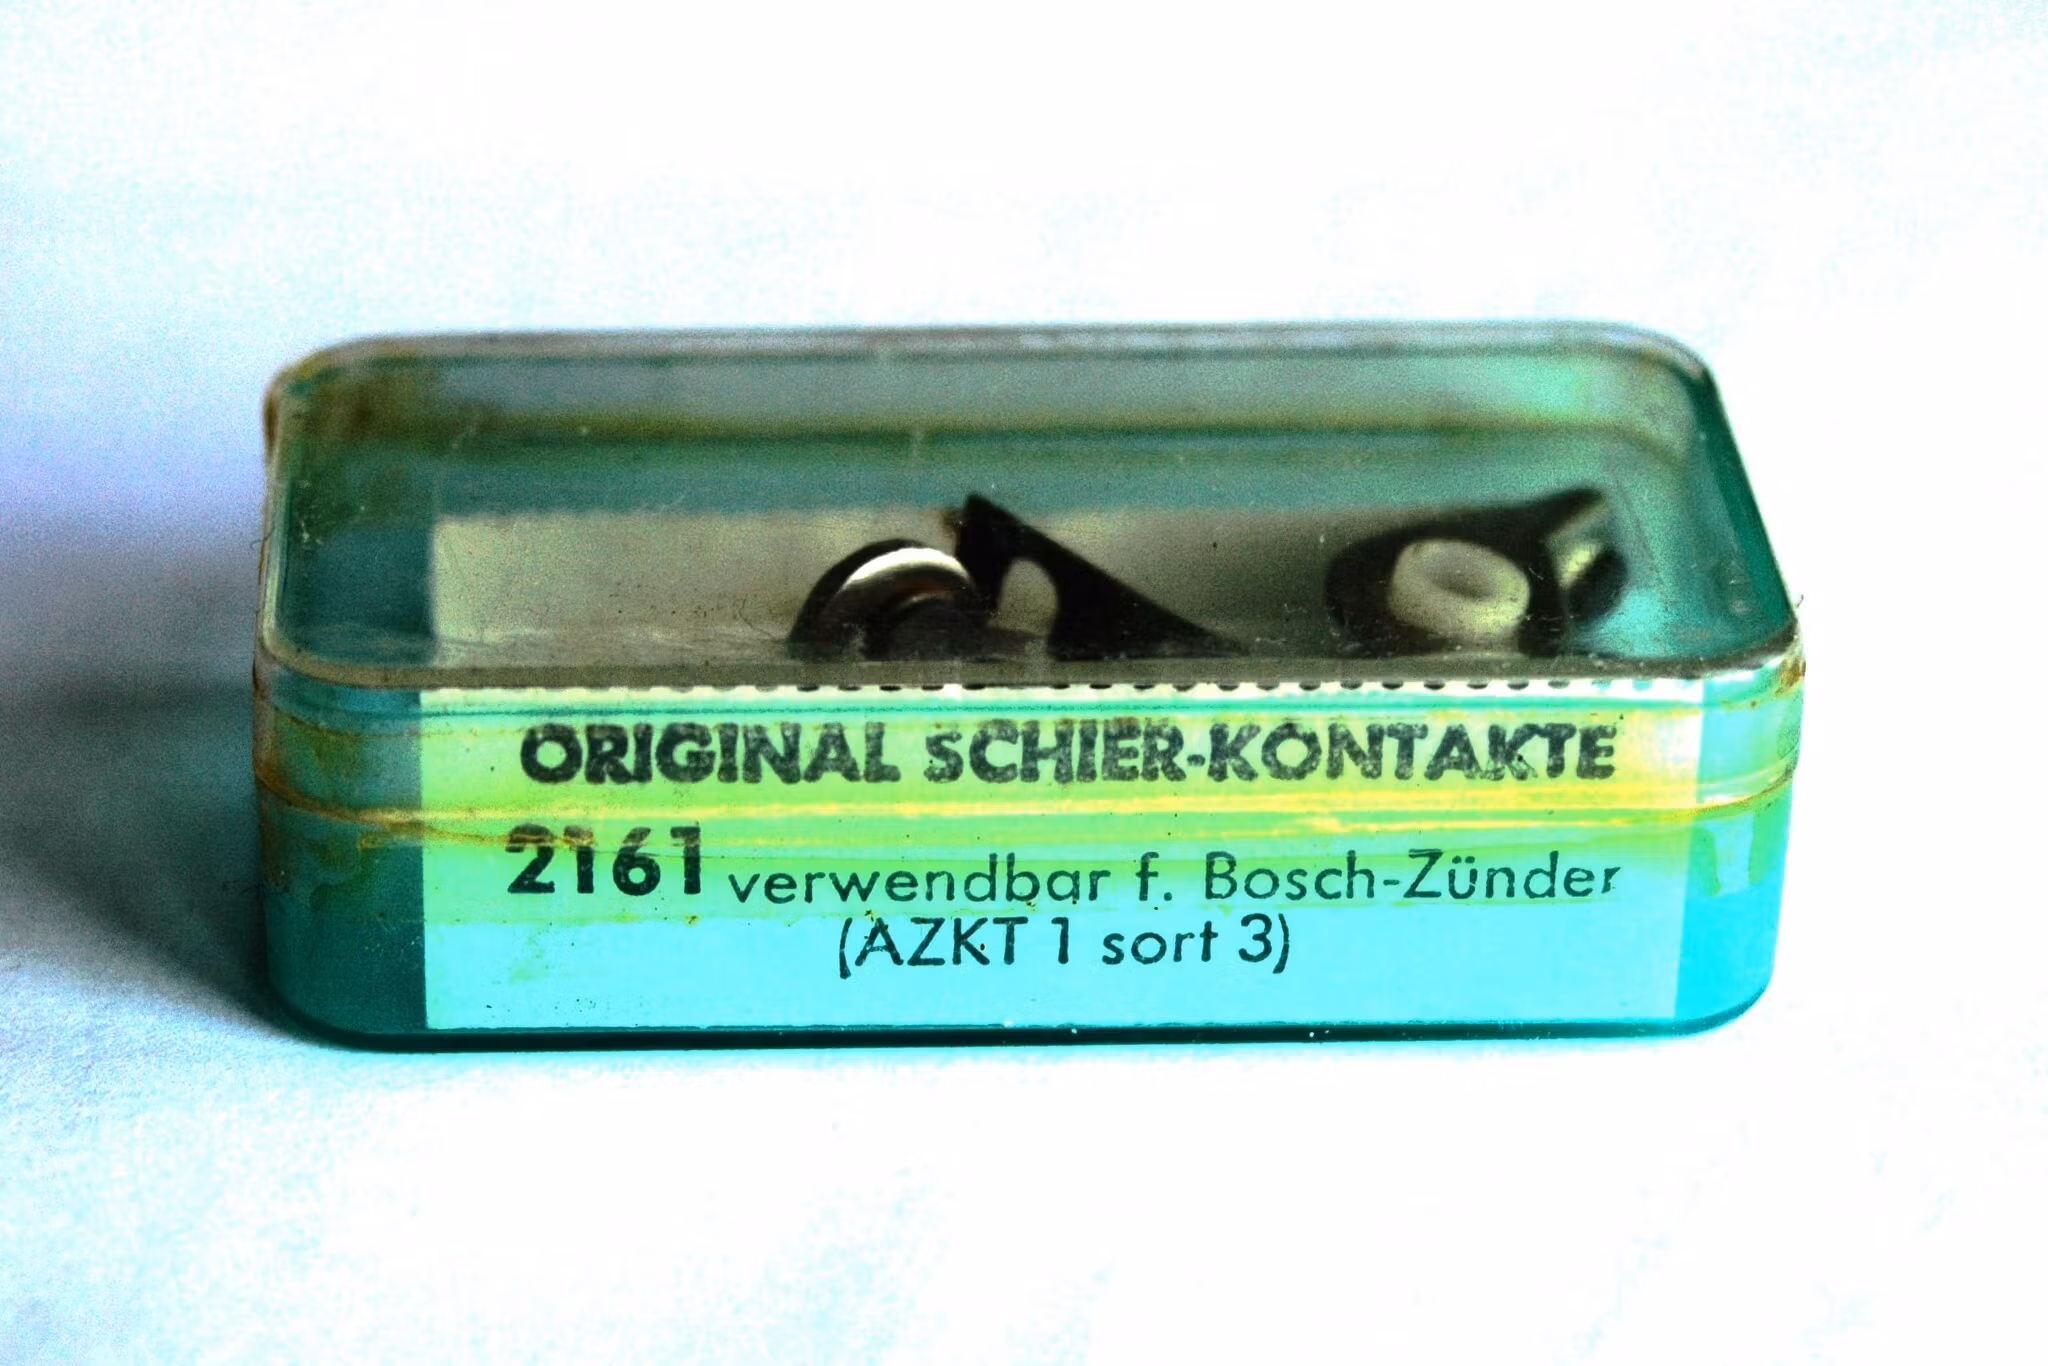 ORIGINAL SCHIER-KONTAKTE
2161 verwendbar f. Bosch-Zünder
(AZKT 1 sort 3)